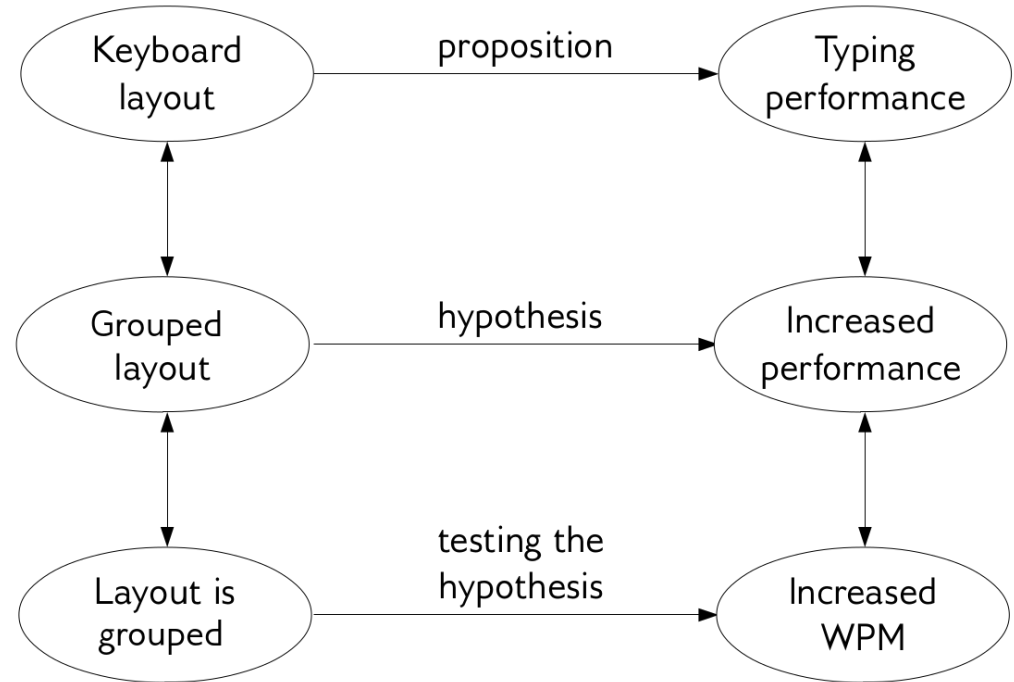 Keyboard
layout
proposition
Typing
performance
Grouped
layout
hypothesis
Increased
performance
Layout is
grouped
testing the
hypothesis
Increased
WPM